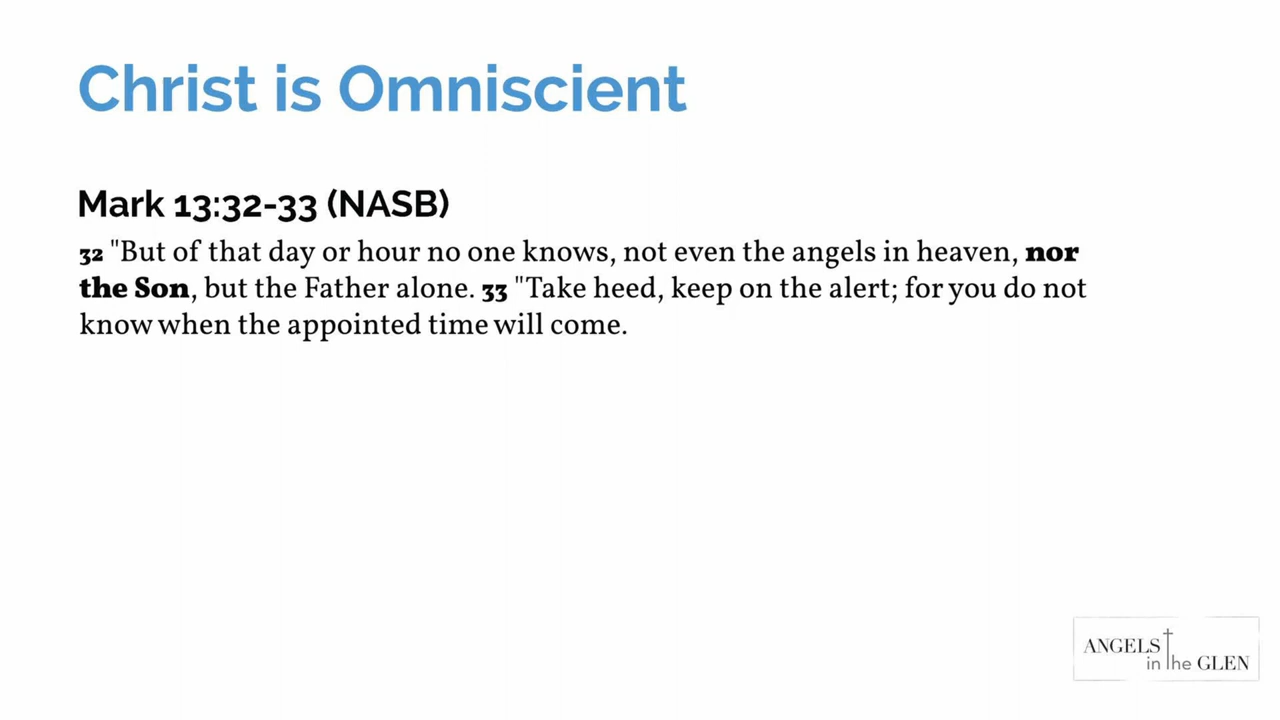 Christ is Omniscient
Mark 13:32-33 (NASB)
32 "But of that day or hour no one knows, not even the angels in heaven, nor
the Son, but the Father alone. 33 "Take heed, keep on the alert; for you do not
know when the appointed time will come.
ANGELS
in the GLEN